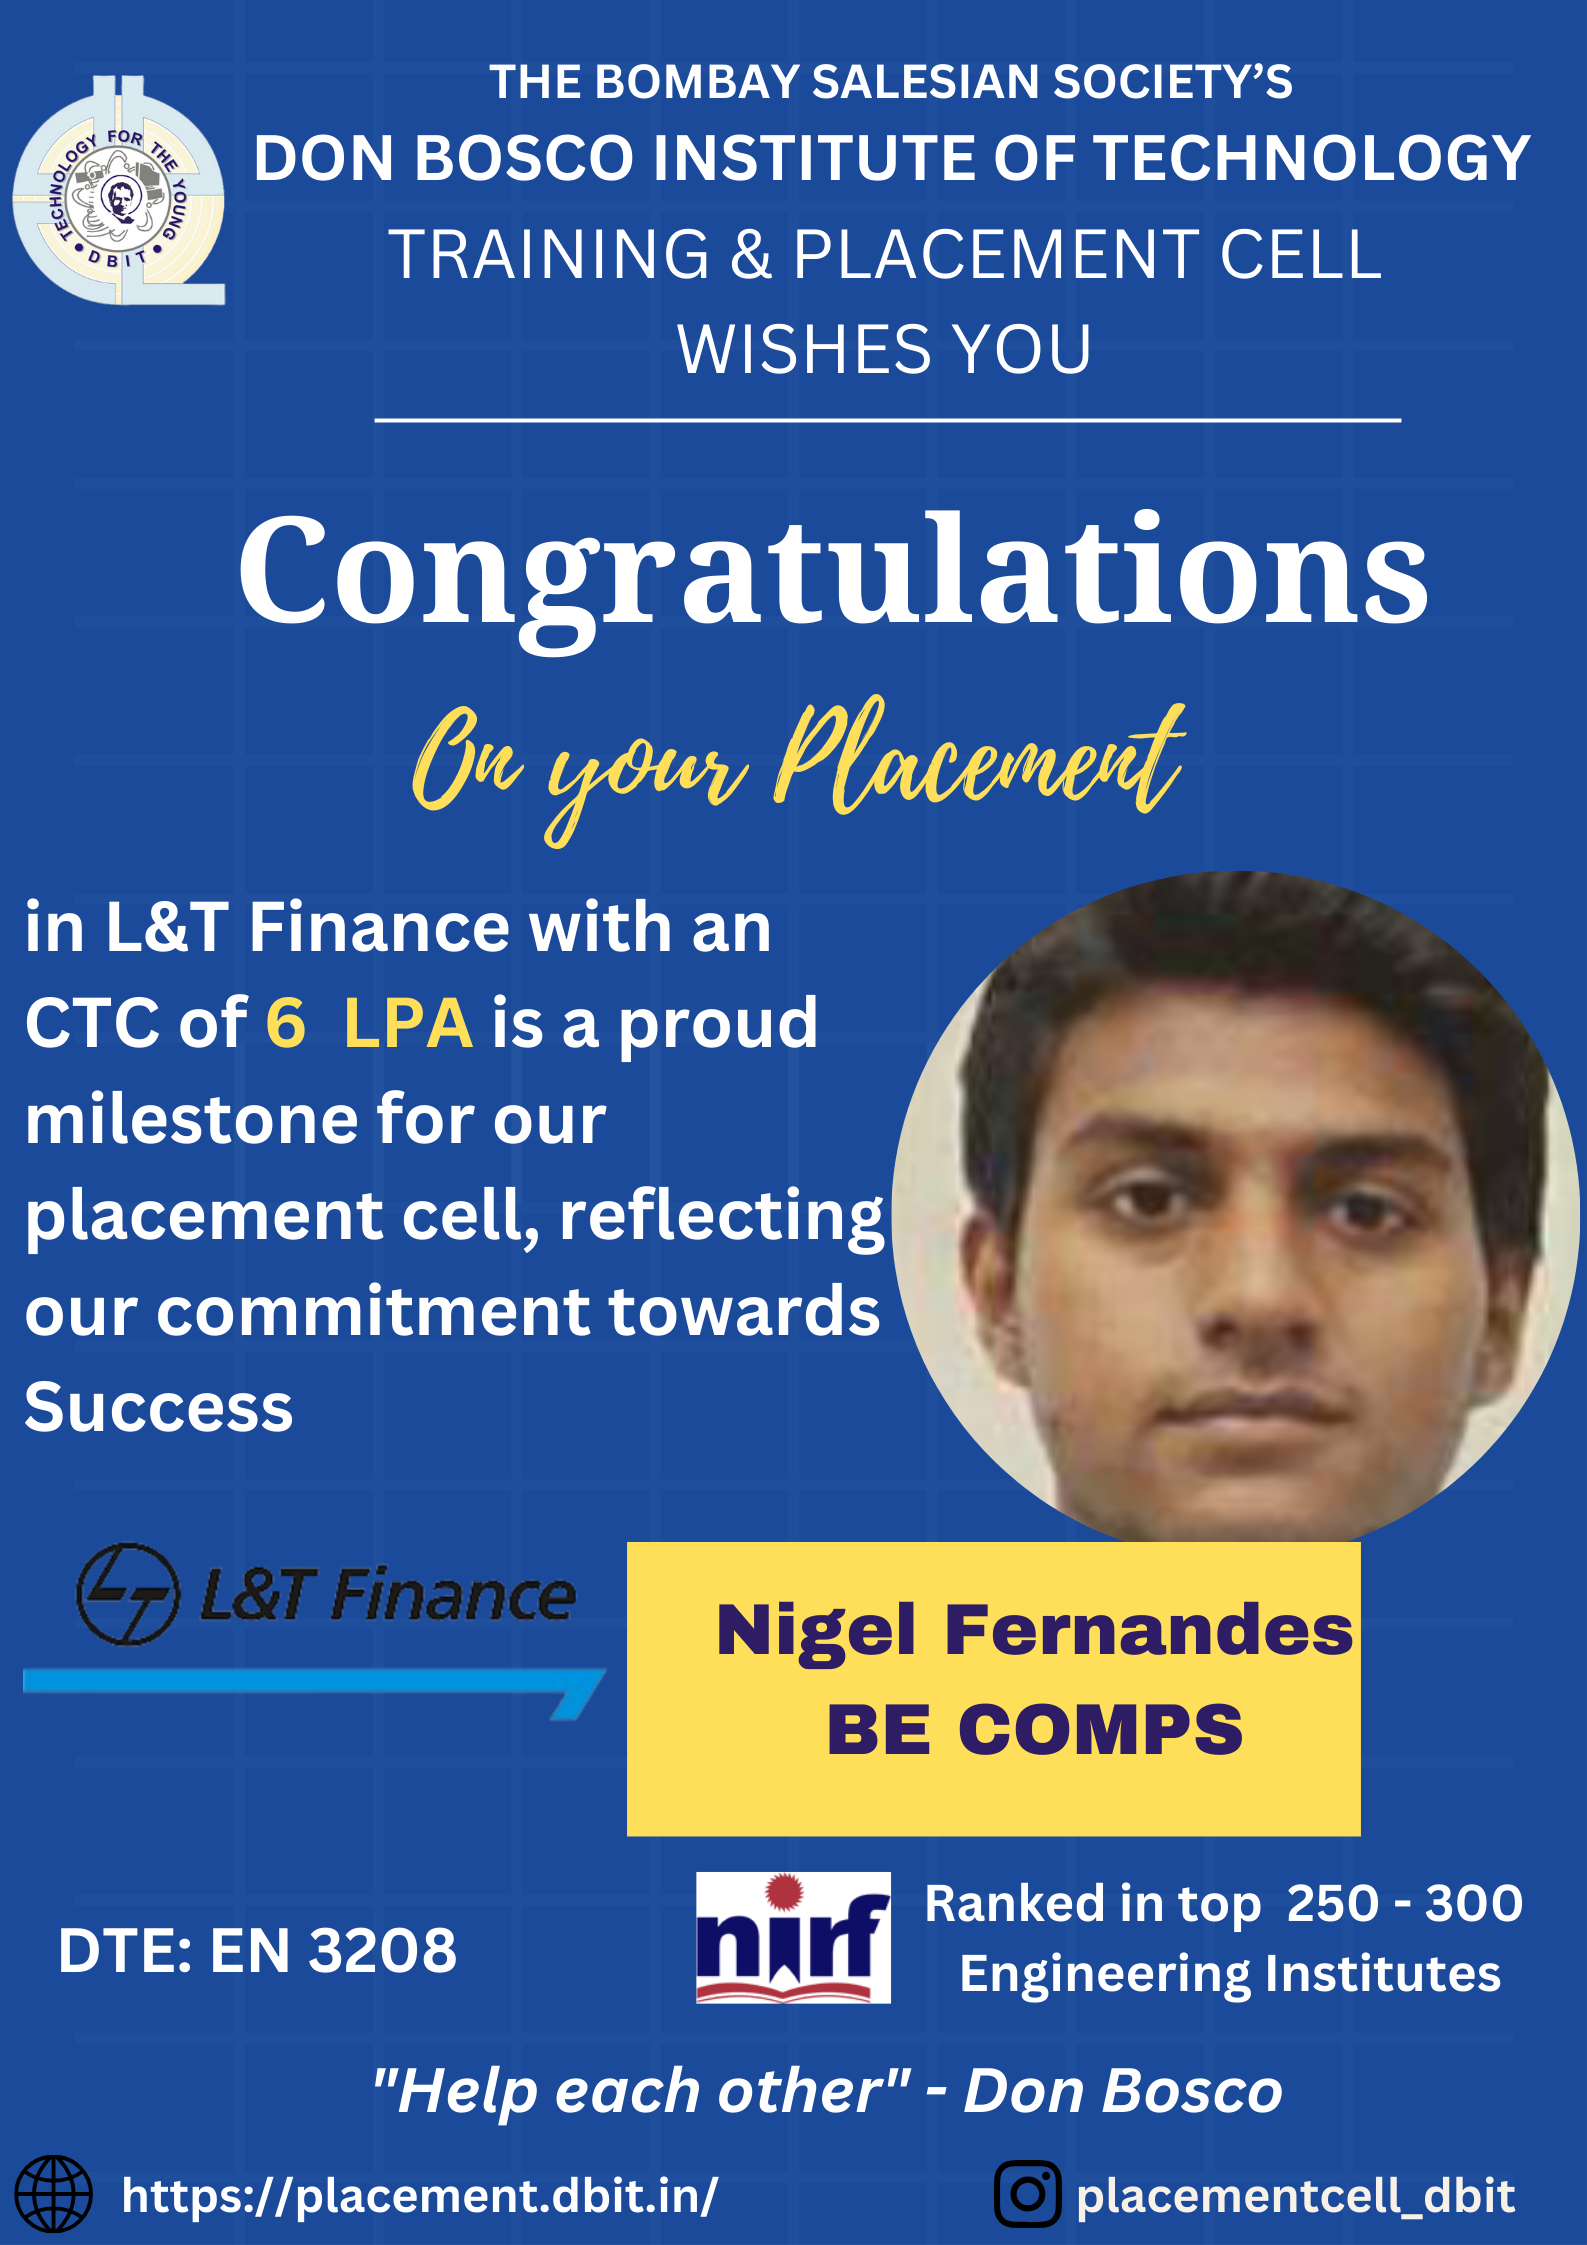 THE BOMBAY SALESIAN SOCIETY'S
DON BOSCO INSTITUTE OF TECHNOLOGY
TRAINING & PLACEMENT CELL
WISHES YOU
TECHNOLOGY FOR THE YOUNG
• DBIT •
Congratulations
On your Placement
in L&T Finance with an
CTC of 6 LPA is a proud
milestone for our
placement cell, reflecting
our commitment towards
Success
L&T Finance
Nigel Fernandes
BE COMPS
DTE: EN 3208
nirf
Ranked in top 250 - 300
Engineering Institutes
"Help each other" - Don Bosco
https://placement.dbit.in/
placementcell_dbit